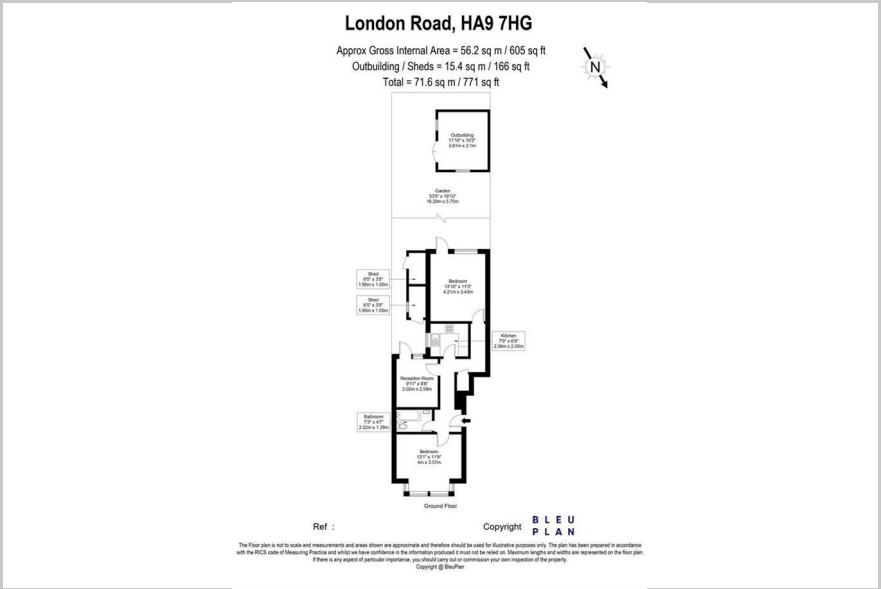 London Road, HA9 7HG
Approx Gross Internal Area = 56.2 sq m / 605 sq ft
Outbuilding / Sheds = 15.4 sq m / 166 sq ft
Total = 71.6 sq m / 771 sq ft
N
Outbuilding
11'10" x 10'2"
3.61m x 3.1m
Garden
53'5" x 18'10"
16.29m x 5.75m
Shed
6'5" x 3'5"
1.95m x 1.05m
Bedroom
13'10" x 11'3"
4.21m x 3.43m
Shed
6'5" x 3'5"
1.95m x 1.05m
Kitchen
7'9" x 6'9"
2.36m x 2.05m
Reception Room
9'11" x 8'6"
3.02m x 2.58m
Bathroom
7'3" x 4'7"
2.22m x 1.39m
Bedroom
13'1" x 11'9"
4m x 3.57m
Ground Floor
Ref :
Copyright
BLEU
PLAN
The Floor plan is not to scale and measurements and areas shown are approximate and therefore should be used for illustrative purposes only. The plan has been prepared in accordance
with the RICS code of Measuring Practice and whilst we have confidence in the information produced it must not be relied on. Maximum lengths and widths are represented on the floor plan.
If there is any aspect of particular importance, you should carry out or commission your own inspection of the property.
Copyright @ BleuPlan